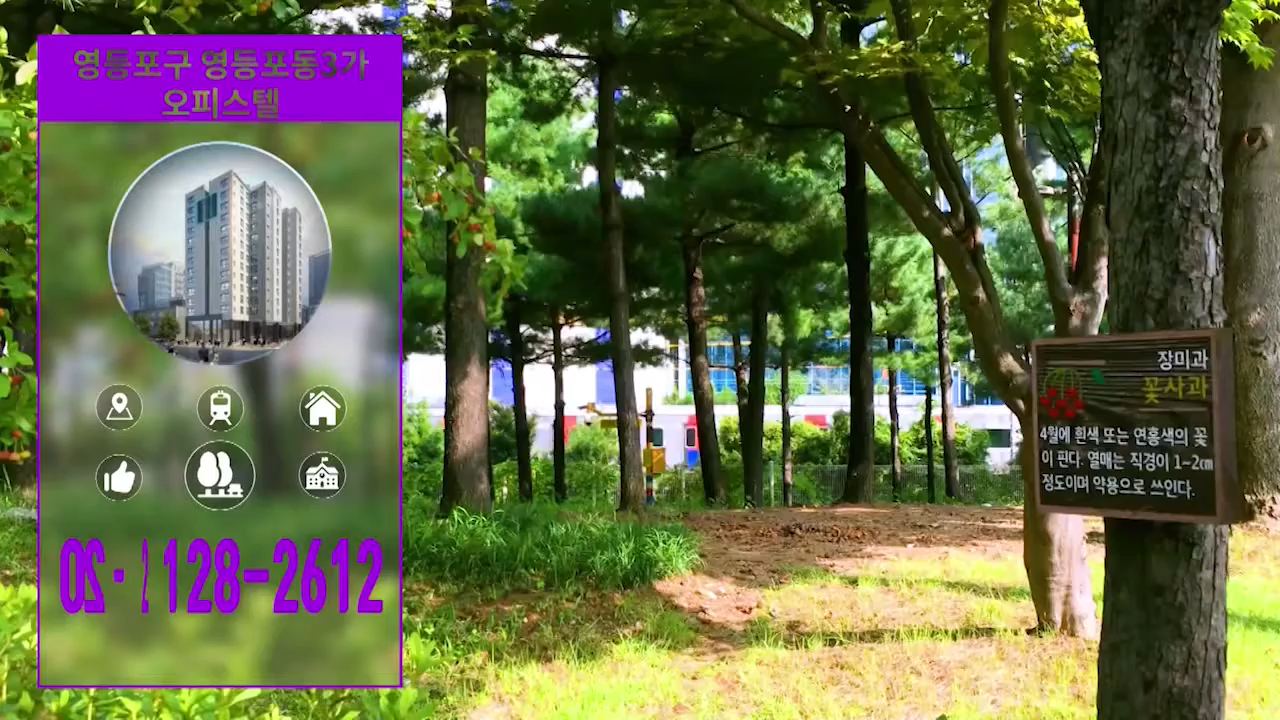 영등포구 영등포동3가
오피스텔
128-2612
장미과
꽃사과
4월에 흰색 또는 연홍색의 꽃
이 핀다. 열매는 직경이 1~2㎝
정도이며 약용으로 쓰인다.